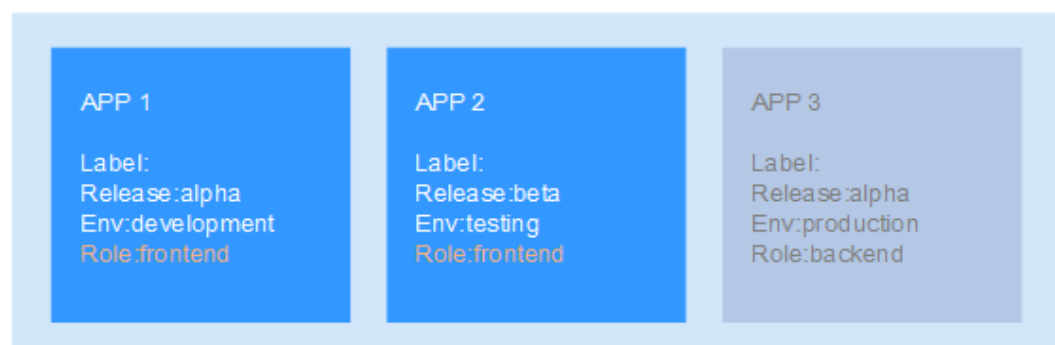 APP 1
Label:
Release:alpha
Env:development
Role:frontend
APP 2
Label:
Release:beta
Env:testing
Role:frontend
APP 3
Label:
Release:alpha
Env:production
Role:backend